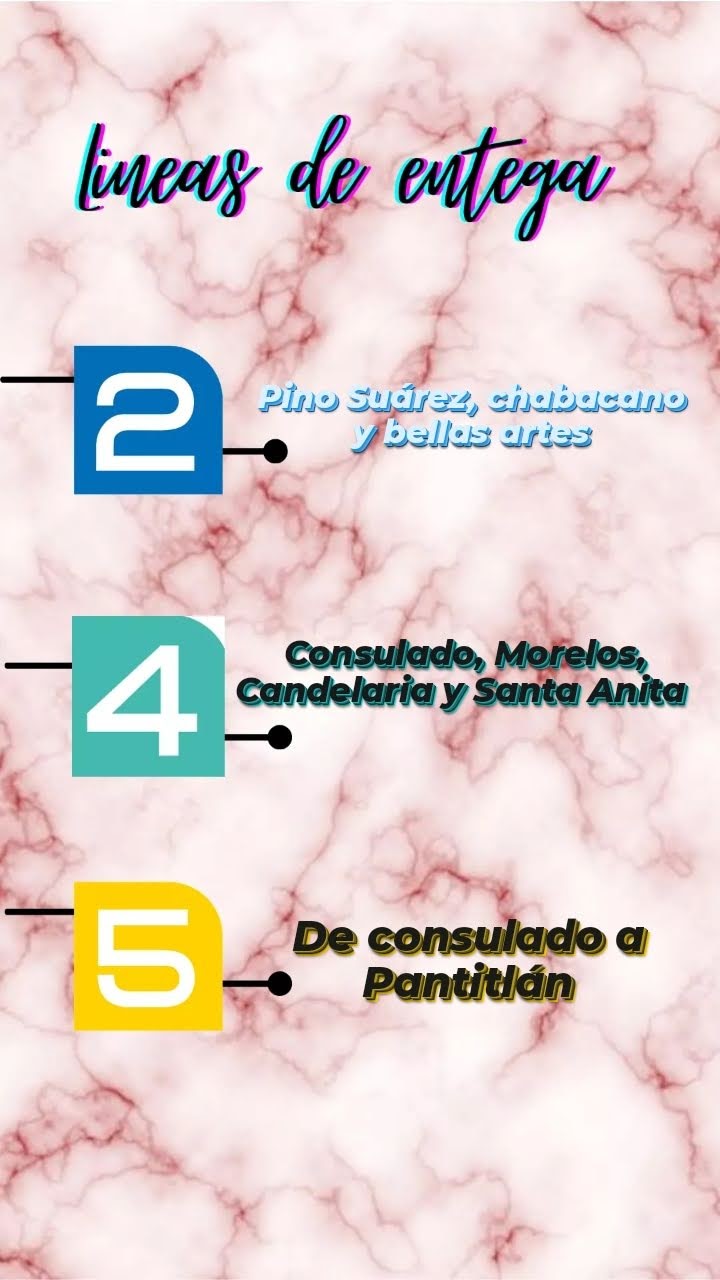 Lineas de entega
2
Pino Suárez, chabacano
y bellas artes
4
Consulado, Morelos,
Candelaria y Santa Anita
5
De consulado a
Pantitlán